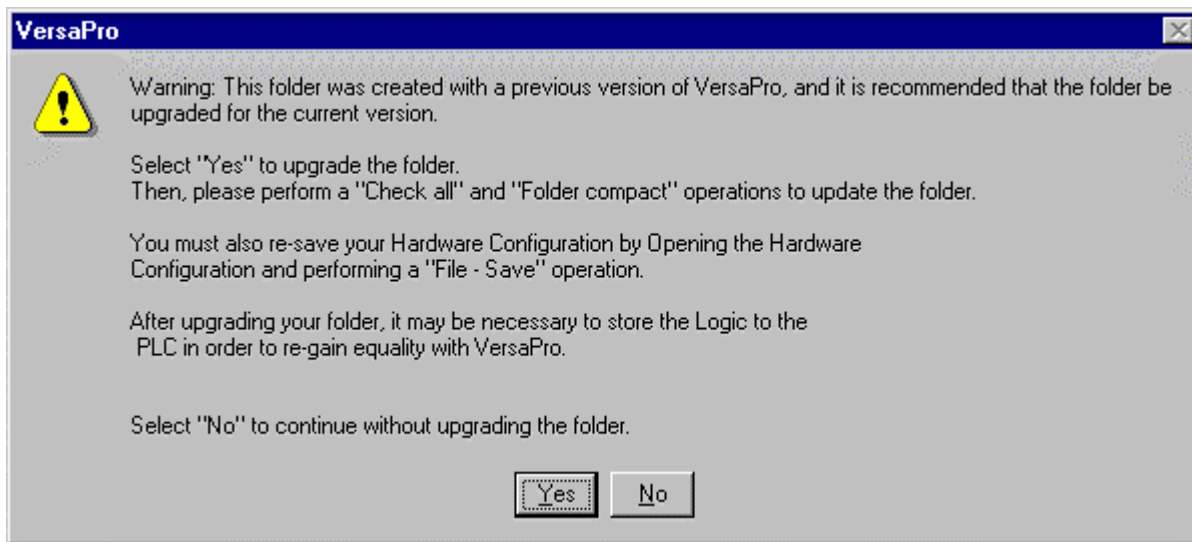 VersaPro
Warning: This folder was created with a previous version of VersaPro, and it is recommended that the folder be
upgraded for the current version.
Select "Yes" to upgrade the folder.
Then, please perform a "Check all" and "Folder compact" operations to update the folder.
You must also re-save your Hardware Configuration by Opening the Hardware
Configuration and performing a "File - Save" operation.
After upgrading your folder, it may be necessary to store the Logic to the
PLC in order to re-gain equality with VersaPro.
Select "No" to continue without upgrading the folder.
Yes No